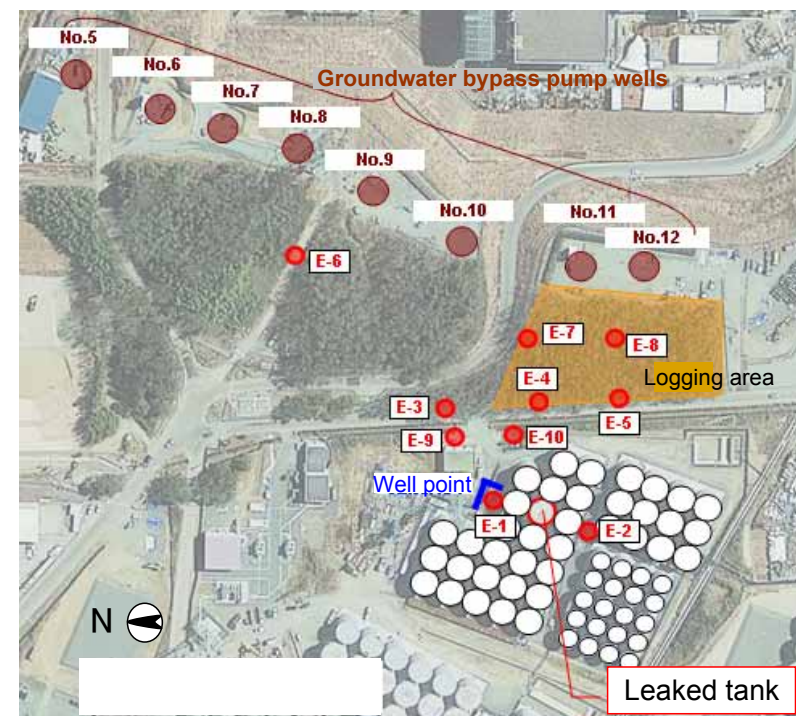 No.5
No.6
No.7
Groundwater bypass pump wells
No.8
No.9
No.10
No.11
No.12
E-6
E-7
E-8
Logging area
E-4
E-5
E-3
E-9
E-10
Well point
E-1
E-2
N
Leaked tank